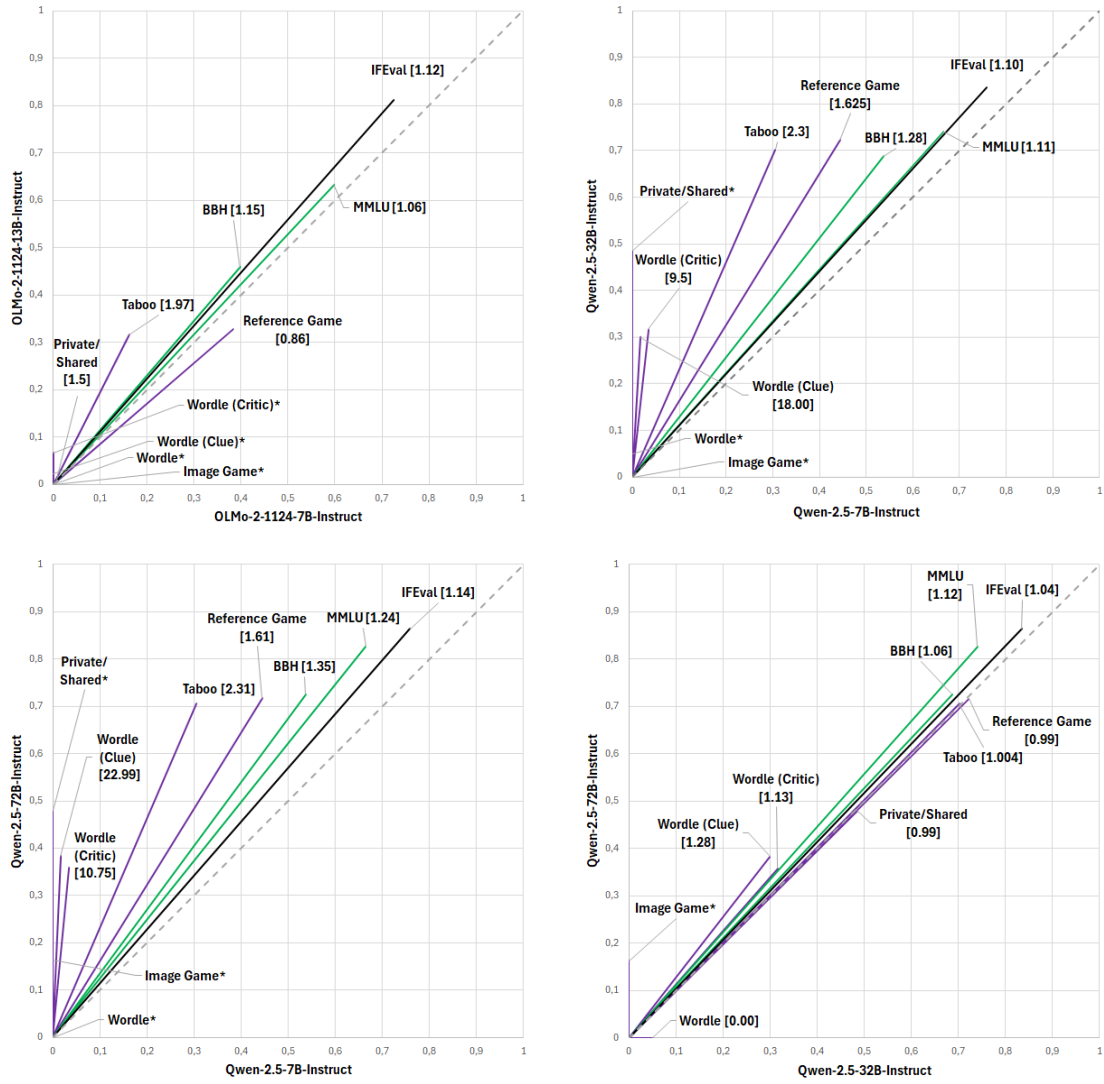 1
0,9
0,8
0,7
0,6
0,5
0,4
0,3
0,2
0,1
0
0
0,1
0,2
0,3
0,4
0,5
0,6
0,7
0,8
0,9
1
OLMo-2-1124-13B-Instruct
OLMo-2-1124-7B-Instruct
IFEval [1.12]
MMLU [1.06]
BBH [1.15]
Taboo [1.97]
Reference Game
[0.86]
Private/
Shared
[1.5]
Wordle (Critic)*
Wordle (Clue)*
Wordle*
Image Game*
1
0,9
0,8
0,7
0,6
0,5
0,4
0,3
0,2
0,1
0
0
0,1
0,2
0,3
0,4
0,5
0,6
0,7
0,8
0,9
1
Qwen-2.5-32B-Instruct
Qwen-2.5-7B-Instruct
IFEval [1.10]
Reference Game
[1.625]
Taboo [2.3]
BBH [1.28]
MMLU [1.11]
Private/Shared*
Wordle (Critic)
[9.5]
Wordle (Clue)
[18.00]
Wordle*
Image Game*
1
0,9
0,8
0,7
0,6
0,5
0,4
0,3
0,2
0,1
0
0
0,1
0,2
0,3
0,4
0,5
0,6
0,7
0,8
0,9
1
Qwen-2.5-72B-Instruct
Qwen-2.5-7B-Instruct
IFEval [1.14]
Reference Game
[1.61]
MMLU [1.24]
BBH [1.35]
Taboo [2.31]
Private/
Shared*
Wordle
(Clue)
[22.99]
Wordle
(Critic)
[10.75]
Image Game*
Wordle*
1
0,9
0,8
0,7
0,6
0,5
0,4
0,3
0,2
0,1
0
0
0,1
0,2
0,3
0,4
0,5
0,6
0,7
0,8
0,9
1
Qwen-2.5-72B-Instruct
Qwen-2.5-32B-Instruct
MMLU
[1.12]
IFEval [1.04]
BBH [1.06]
Reference Game
[0.99]
Taboo [1.004]
Wordle (Critic)
[1.13]
Private/Shared
[0.99]
Wordle (Clue)
[1.28]
Image Game*
Wordle [0.00]